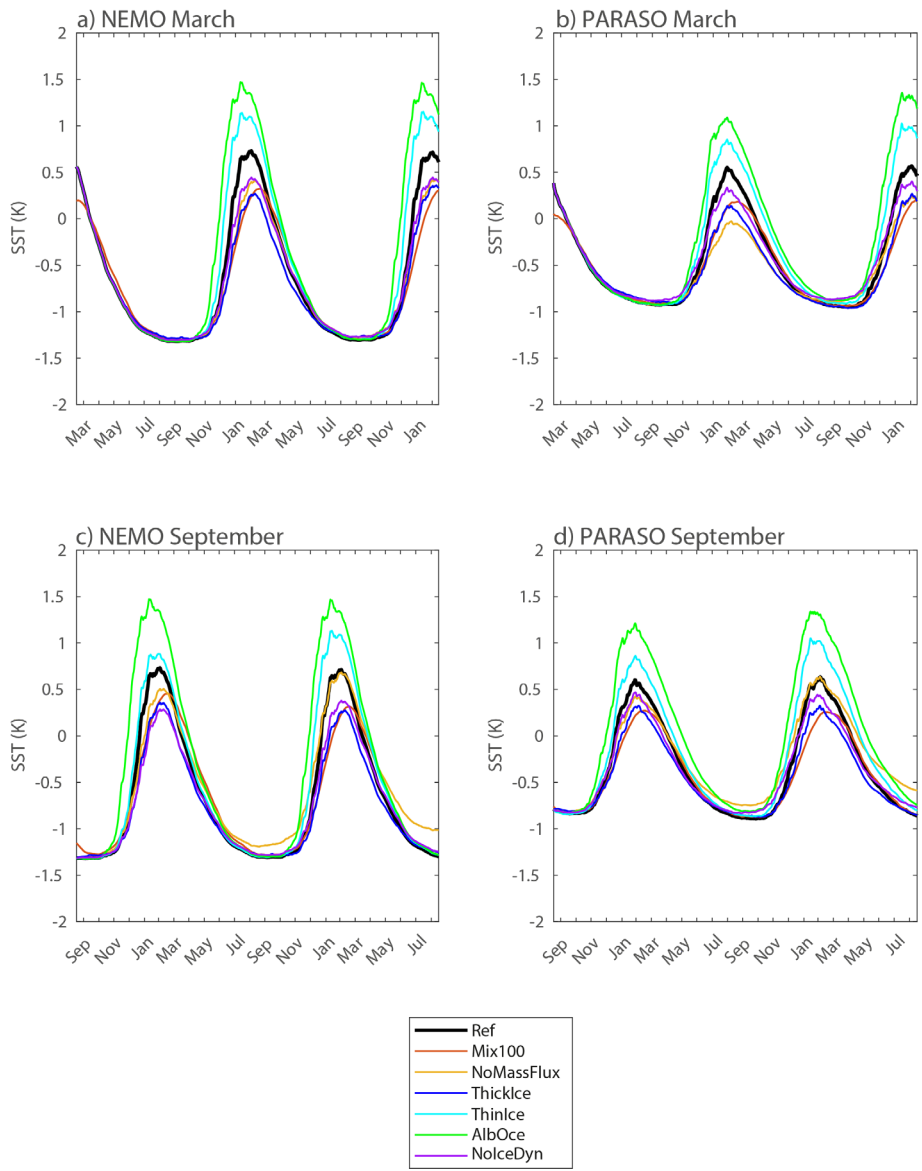 a) NEMO March
b) PARASO March
2
1.5
1
0.5
0
-0.5
-1
-1.5
-2
SST (K)
Mar
May
Jul
Sep
Nov
Jan
Mar
May
Jul
Sep
Nov
Jan
2
1.5
1
0.5
0
-0.5
-1
-1.5
-2
SST (K)
Mar
May
Jul
Sep
Nov
Jan
Mar
May
Jul
Sep
Nov
Jan
c) NEMO September
d) PARASO September
2
1.5
1
0.5
0
-0.5
-1
-1.5
-2
SST (K)
Sep
Nov
Jan
Mar
May
Jul
Sep
Nov
Jan
Mar
May
Jul
2
1.5
1
0.5
0
-0.5
-1
-1.5
-2
SST (K)
Sep
Nov
Jan
Mar
May
Jul
Sep
Nov
Jan
Mar
May
Jul
Ref
Mix100
NoMassFlux
ThickIce
ThinIce
AlbOce
NoIceDyn